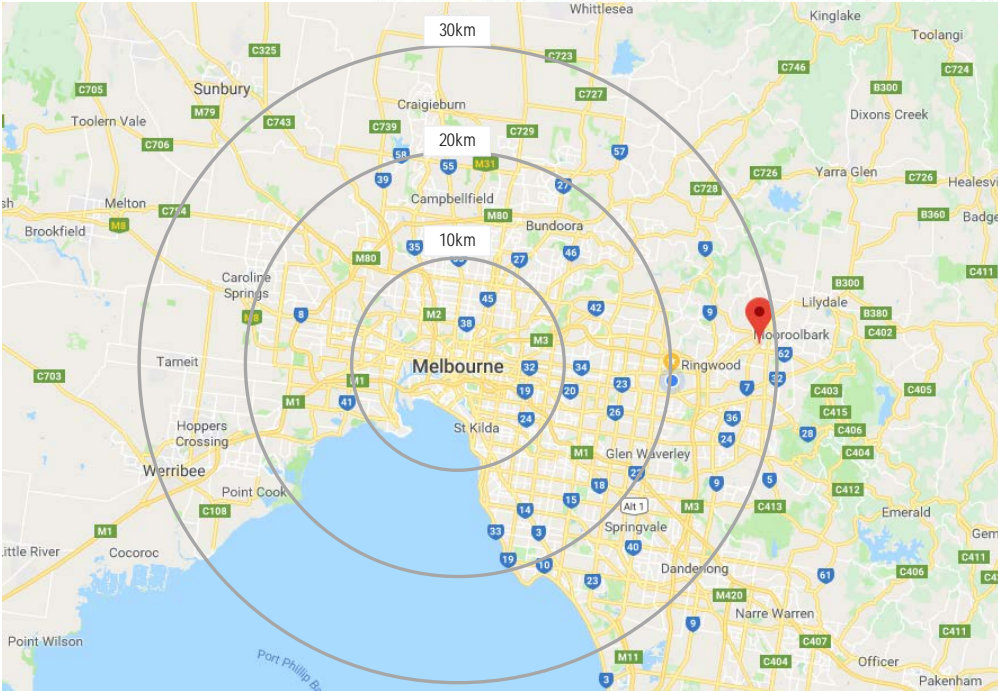 Whittlesea
Kinglake
30km
Toolangi
C325
C723
C746
C724
Sunbury
C705
B300
C727
Craigieburn
M79
Dixons Creek
Toolern Vale
C743
C739
C729
C706
20km
58
57
55
M31
C726
Yarra Glen
39
27
C728
C726
Healesvi
Melton
Campbellfield
C754
M80
B360
Badge
M8
Bundoora
Brookfield
10km
35
9
M80
27
46
C411
Caroline
Springs
B300
45
42
Lilydale
8
M2
9
B380
M8
38
C402
Mooroolbark
M3
62
Tarneit
Melbourne
32
34
Ringwood
C703
M1
23
32
19
20
7
C403
C405
M1
41
26
C415
24
36
Hoppers
Crossing
St Kilda
28
C406
24
C404
M1
Glen Waverley
Werribee
22
5
18
9
C412
Point Cook
15
Alt 1
M3
C413
C108
14
Emerald
Springvale
M1
33
3
ittle River
Cocoroc
40
19
10
C411
Dandenong
61
C406
23
M420
Narre Warren
9
C411
Point Wilson
C407
M11
C404
Officer
Port Phillip Ba
3
Pakenham